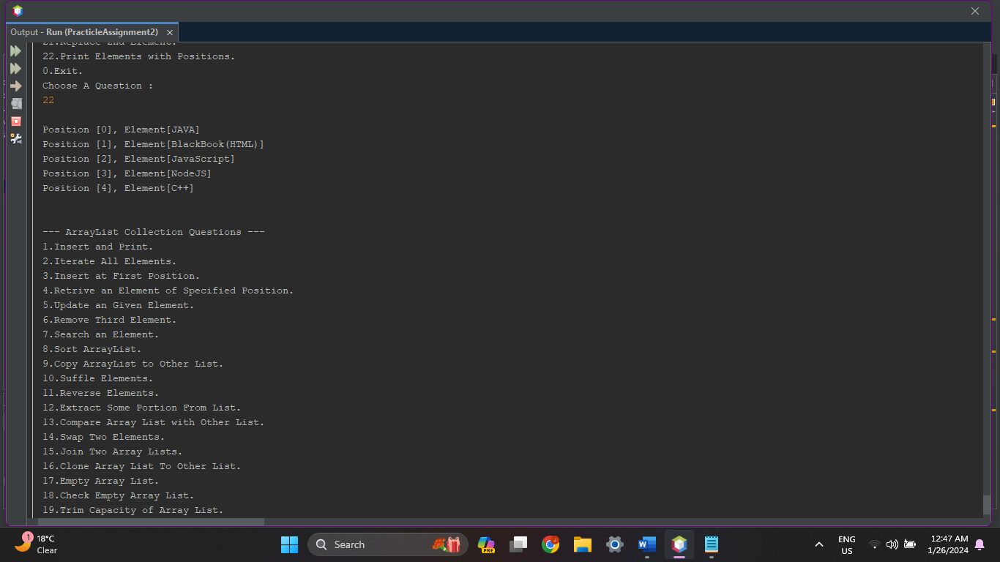 Output - Run (PracticleAssignment2)
21.Replace 2nd Element.
22.Print Elements with Positions.
0.Exit.
Choose A Question :
22
Position [0], Element[JAVA]
Position [1], Element[BlackBook(HTML)]
Position [2], Element[JavaScript]
Position [3], Element[NodeJS]
Position [4], Element[C++]
--- ArrayList Collection Questions ---
1.Insert and Print.
2.Iterate All Elements.
3.Insert at First Position.
4.Retrive an Element of Specified Position.
5.Update an Given Element.
6.Remove Third Element.
7.Search an Element.
8.Sort ArrayList.
9.Copy ArrayList to Other List.
10.Suffle Elements.
11.Reverse Elements.
12.Extract Some Portion From List.
13.Compare Array List with Other List.
14.Swap Two Elements.
15.Join Two Array Lists.
16.Clone Array List To Other List.
17.Empty Array List.
18.Check Empty Array List.
19.Trim Capacity of Array List.
1
18°C
Clear
Search
PRE
W
ENG
US
12:47 AM
1/26/2024